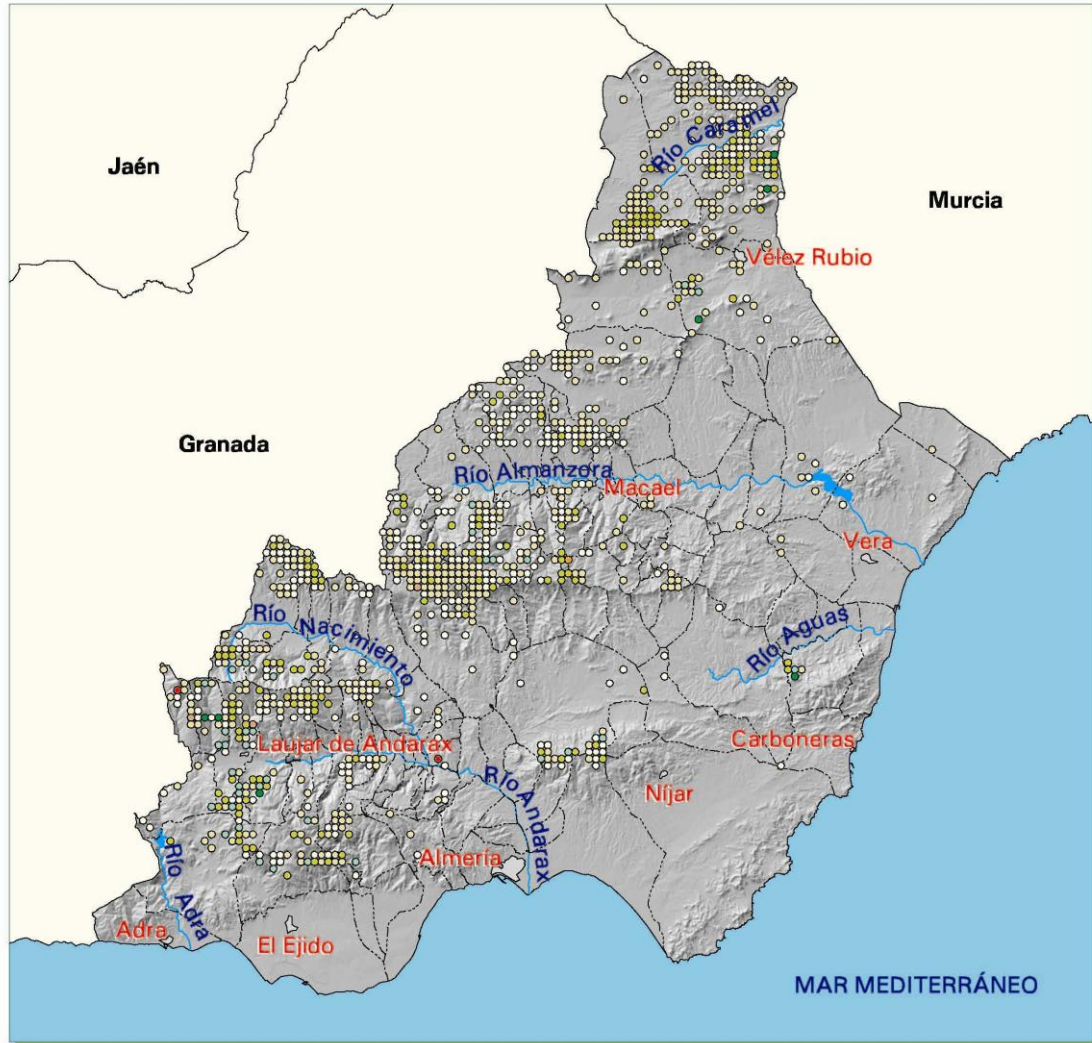 Río Caramel
Jaén
Murcia
Vélez Rubio
Granada
Río Almanzora
Macael
Vera
Río Nacimiento
Río Aguas
Laujar de Andarax
Carboneras
Río Andarax
Níjar
Almería
Río Adra
Adra
El Ejido
MAR MEDITERRÁNEO